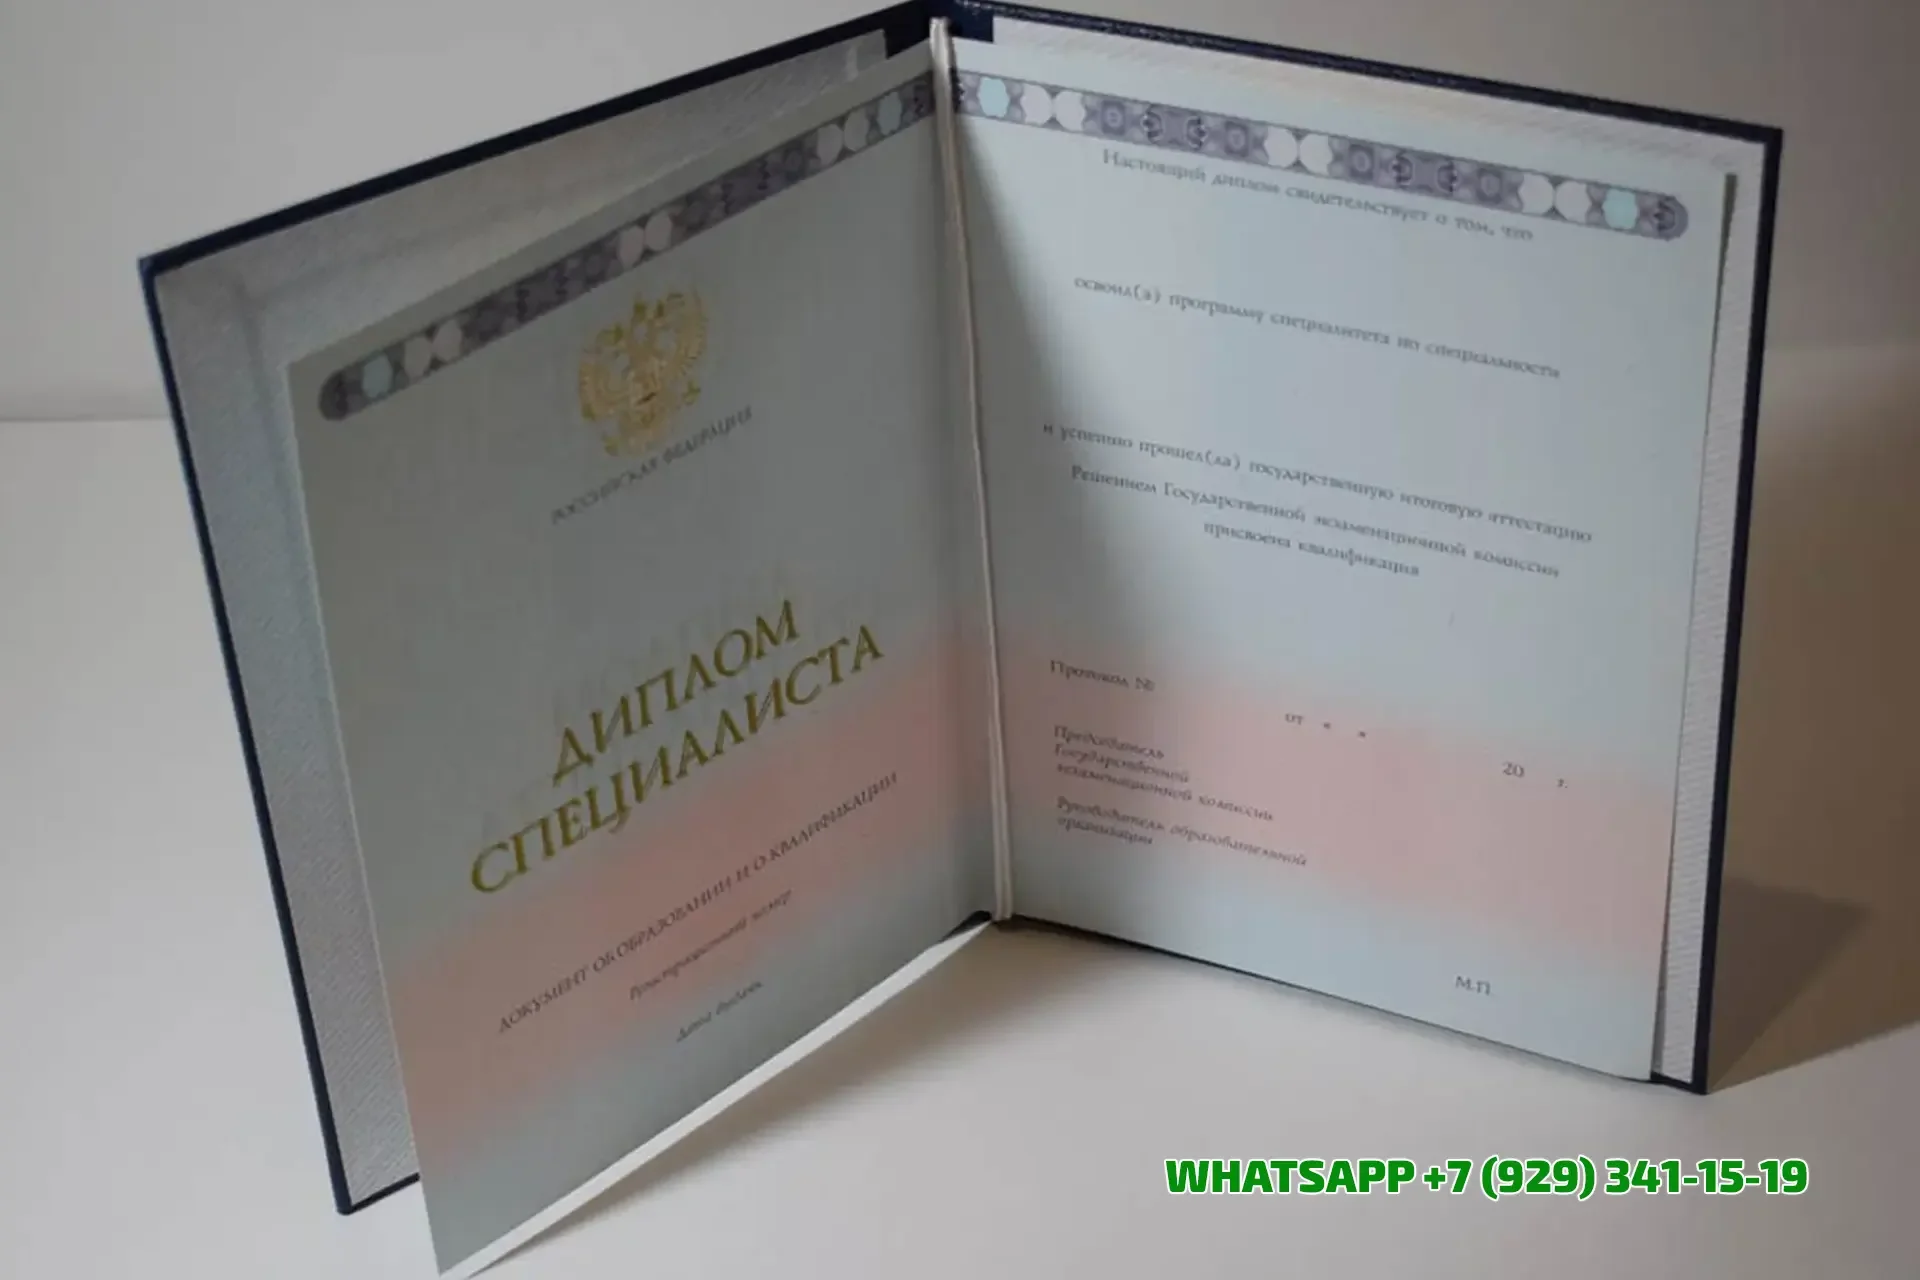 РОССИЙСКАЯ ФЕДЕРАЦИЯ
ДИПЛОМ
СПЕЦИАЛИСТА
ДОКУМЕНТ ОБ ОБРАЗОВАНИИ И О КВАЛИФИКАЦИИ
Регистрационный номер
Дата выдачи
Настоящий диплом свидетельствует о том, что
освоил(а) программу специалитета по специальности
и успешно прошел(ла) государственную итоговую аттестацию
Решением Государственной экзаменационной комиссии
присвоена квалификация
Протокол №
от « »
20 г.
Председатель
Государственной
экзаменационной комиссии
Руководитель образовательной
организации
М.П.
WHATSAPP +7 (929) 341-15-19